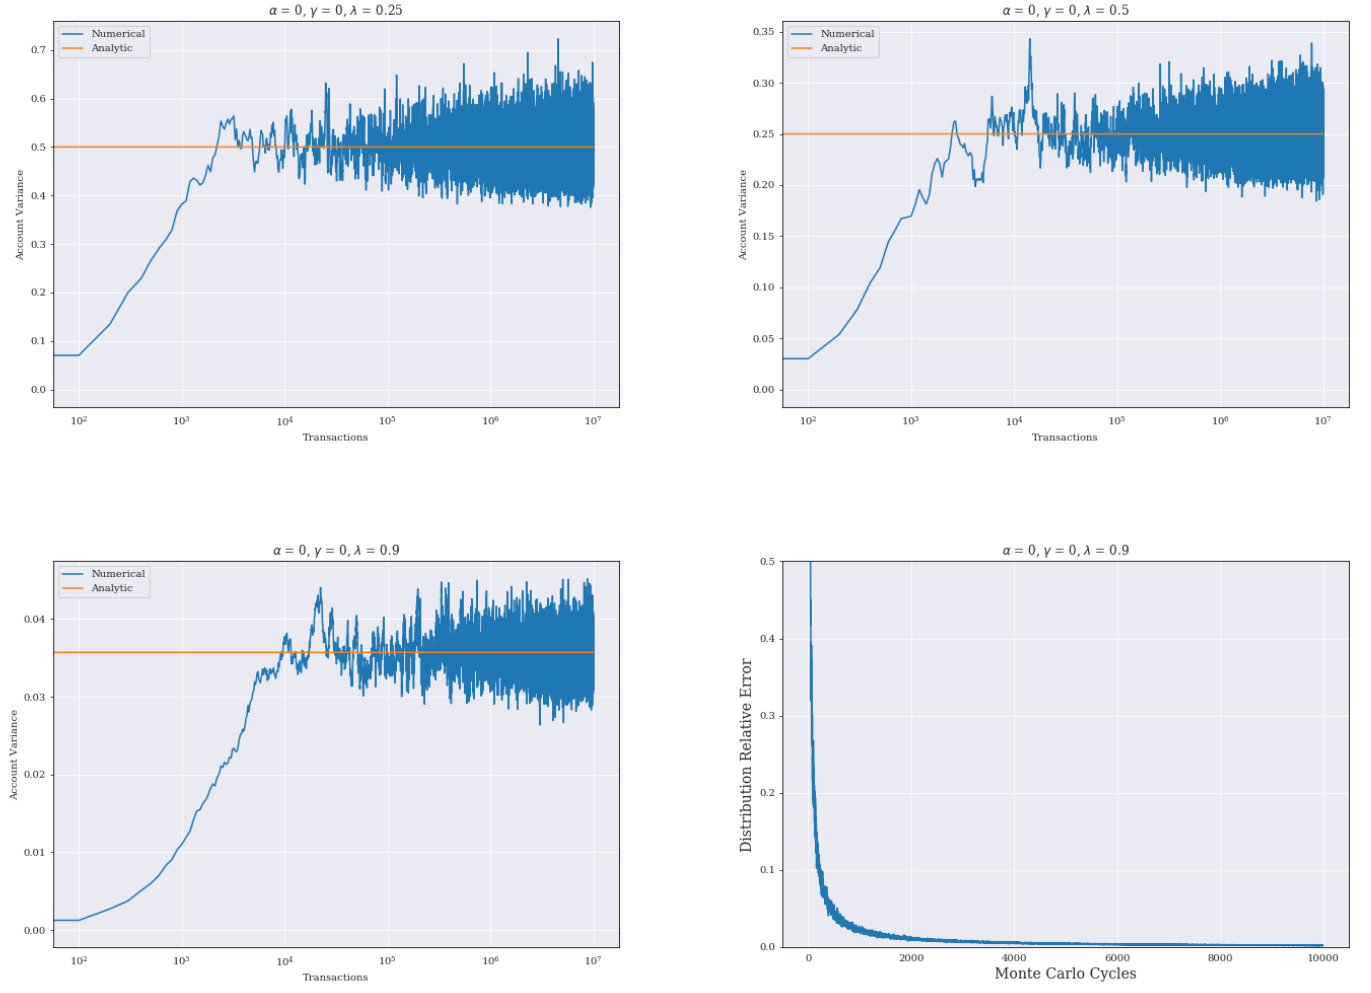 α = 0, γ = 0, λ = 0.25
Numerical
Analytic
0.7
0.6
0.5
0.4
0.3
0.2
0.1
0.0
Account Variance
10²
10³
10⁴
10⁵
10⁶
10⁷
Transactions
α = 0, γ = 0, λ = 0.5
Numerical
Analytic
0.35
0.30
0.25
0.20
0.15
0.10
0.05
0.00
Account Variance
10²
10³
10⁴
10⁵
10⁶
10⁷
Transactions
α = 0, γ = 0, λ = 0.9
Numerical
Analytic
0.04
0.03
0.02
0.01
0.00
Account Variance
10²
10³
10⁴
10⁵
10⁶
10⁷
Transactions
α = 0, γ = 0, λ = 0.9
0.5
0.4
0.3
0.2
0.1
0.0
Distribution Relative Error
0
2000
4000
6000
8000
10000
Monte Carlo Cycles